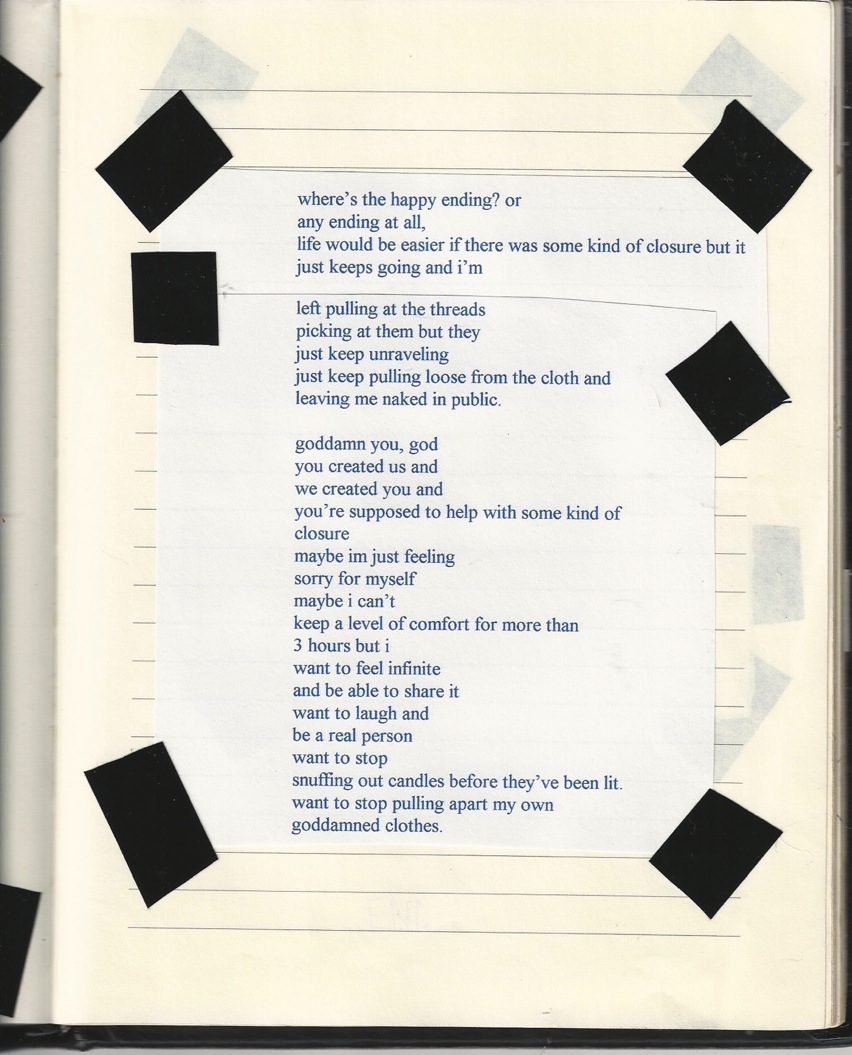 where's the happy ending? or
any ending at all,
life would be easier if there was some kind of closure but it
just keeps going and i'm
left pulling at the threads
picking at them but they
just keep unraveling
just keep pulling loose from the cloth and
leaving me naked in public.
goddamn you, god
you created us and
we created you and
you're supposed to help with some kind of
closure
maybe im just feeling
sorry for myself
maybe i can't
keep a level of comfort for more than
3 hours but i
want to feel infinite
and be able to share it
want to laugh and
be a real person
want to stop
snuffing out candles before they've been lit.
want to stop pulling apart my own
goddamned clothes.